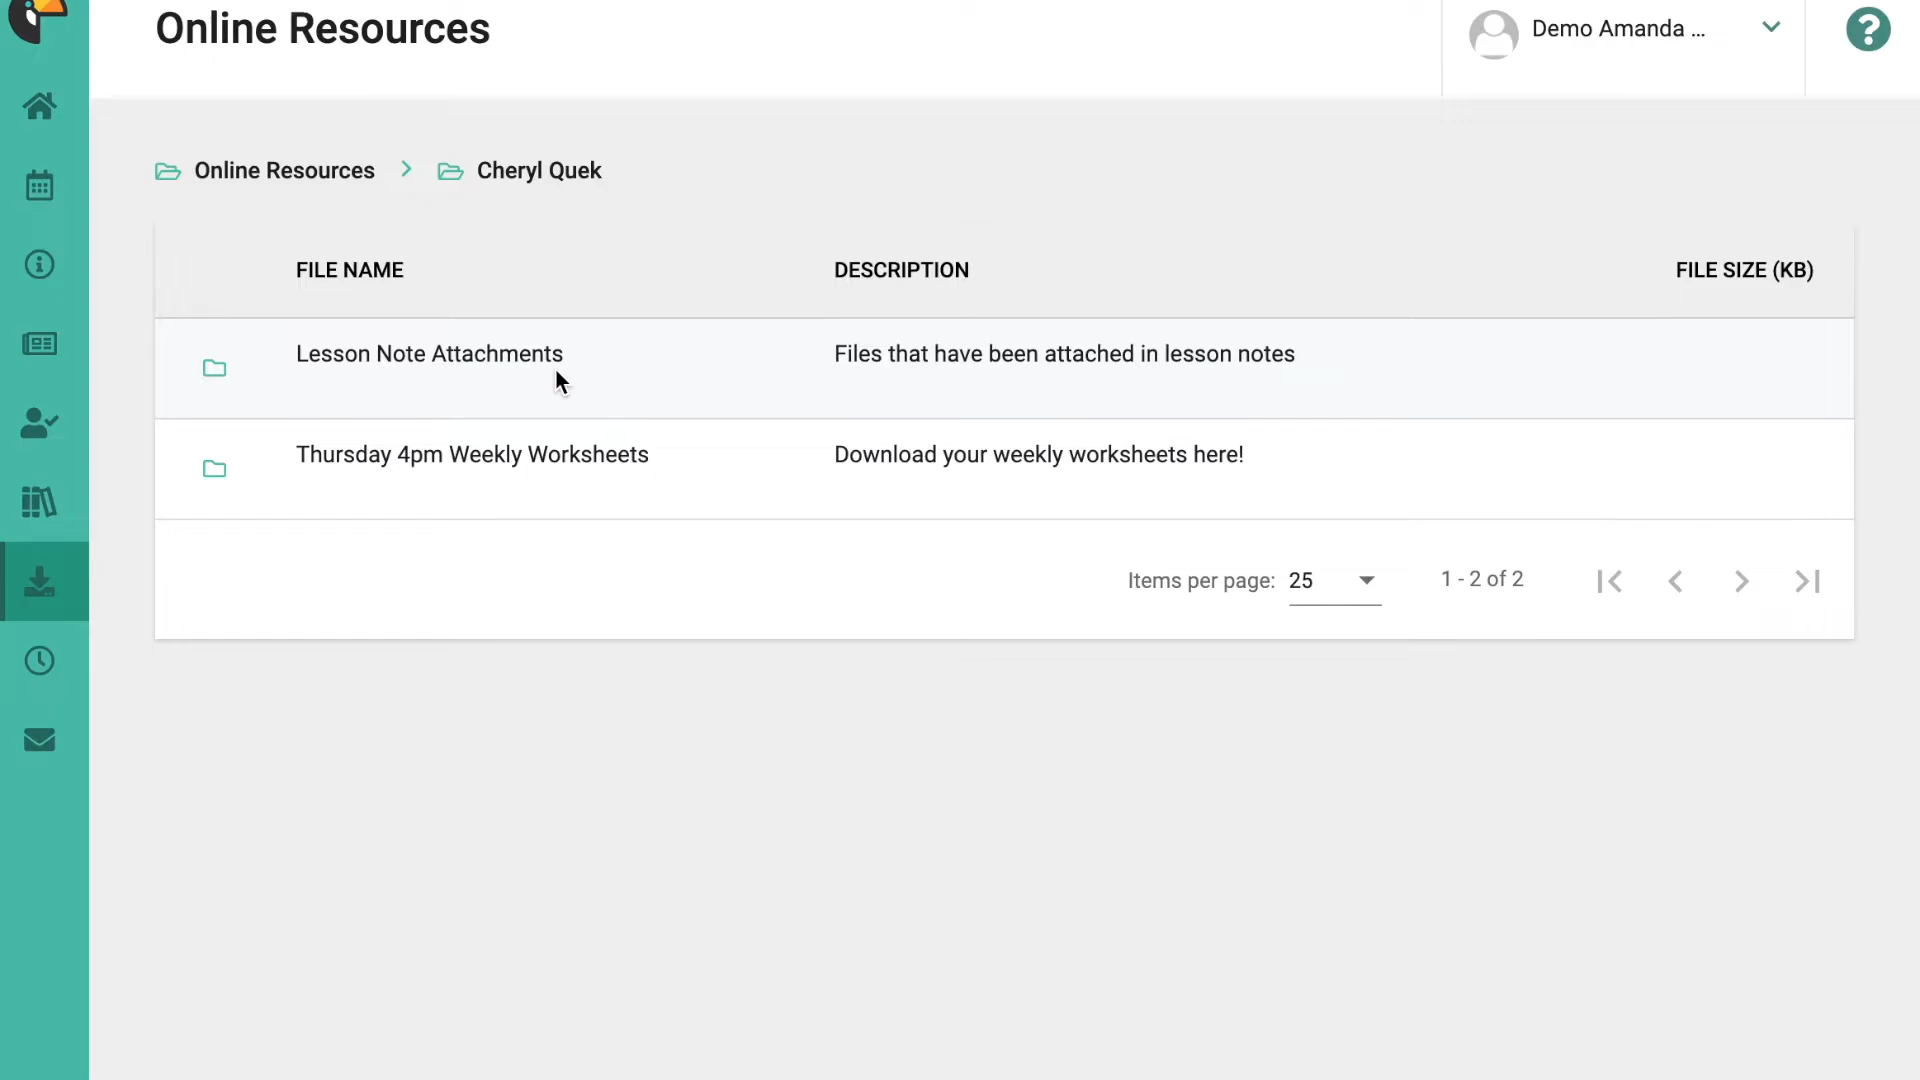 Online Resources
Demo Amanda ...
?
Online Resources > Cheryl Quek
FILE NAME DESCRIPTION FILE SIZE (KB)
Lesson Note Attachments Files that have been attached in lesson notes
Thursday 4pm Weekly Worksheets Download your weekly worksheets here!
Items per page: 25 1 - 2 of 2